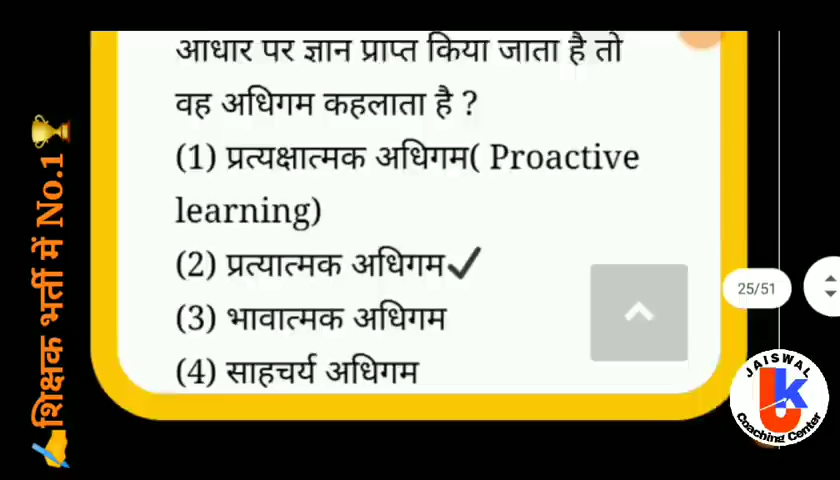 आधार पर ज्ञान प्राप्त किया जाता है तो
वह अधिगम कहलाता है ?
(1) प्रत्यक्षात्मक अधिगम( Proactive
learning)
(2) प्रत्यात्मक अधिगम✓
(3) भावात्मक अधिगम
(4) साहचर्य अधिगम
25/51
✍️शिक्षक भर्ती में No.1🏆
JAISWAL
UK
Coaching Center